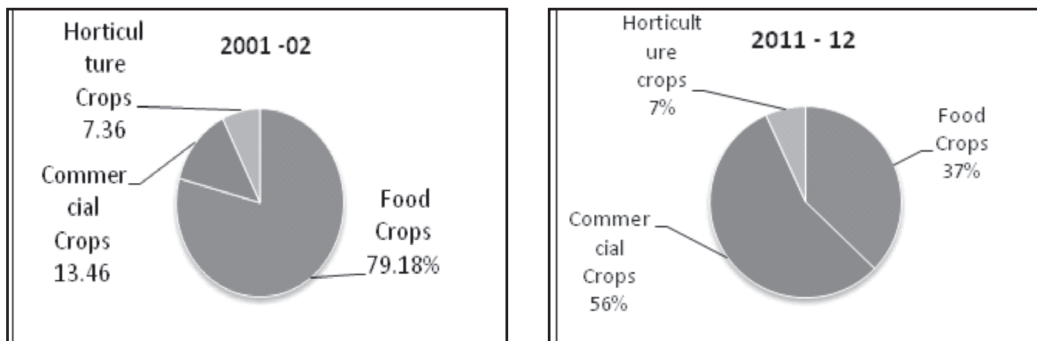 2001 -02
Horticul
ture
Crops
7.36
Commer
cial
Crops
13.46
Food
Crops
79.18%
2011 - 12
Horticult
ure
crops
7%
Food
Crops
37%
Commer
cial
Crops
56%